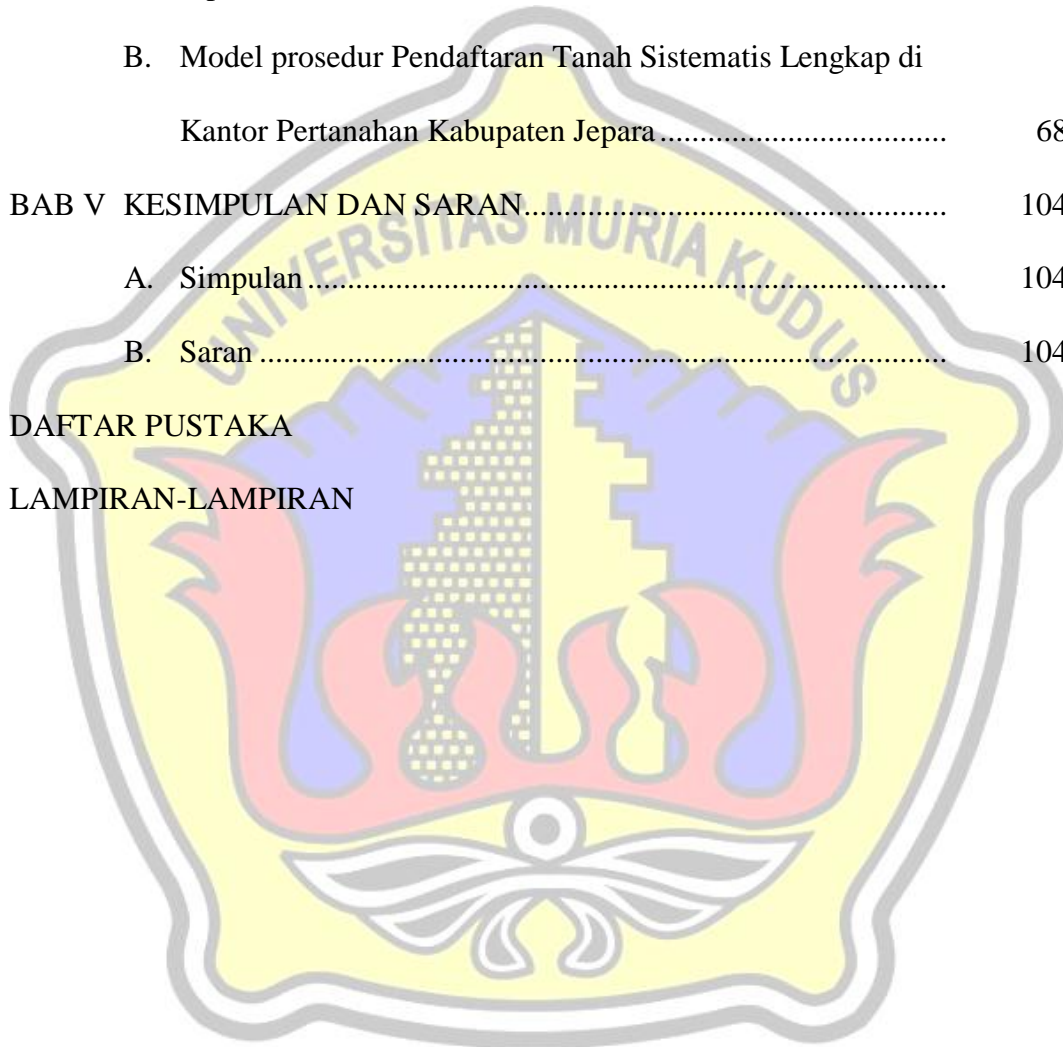 B. Model prosedur Pendaftaran Tanah Sistematis Lengkap di
Kantor Pertanahan Kabupaten Jepara ................................... 68
BAB V KESIMPULAN DAN SARAN.................................................... 104
A. Simpulan ............................................................................... 104
B. Saran ..................................................................................... 104
DAFTAR PUSTAKA
LAMPIRAN-LAMPIRAN
UNIVERSITAS MURIA KUDUS